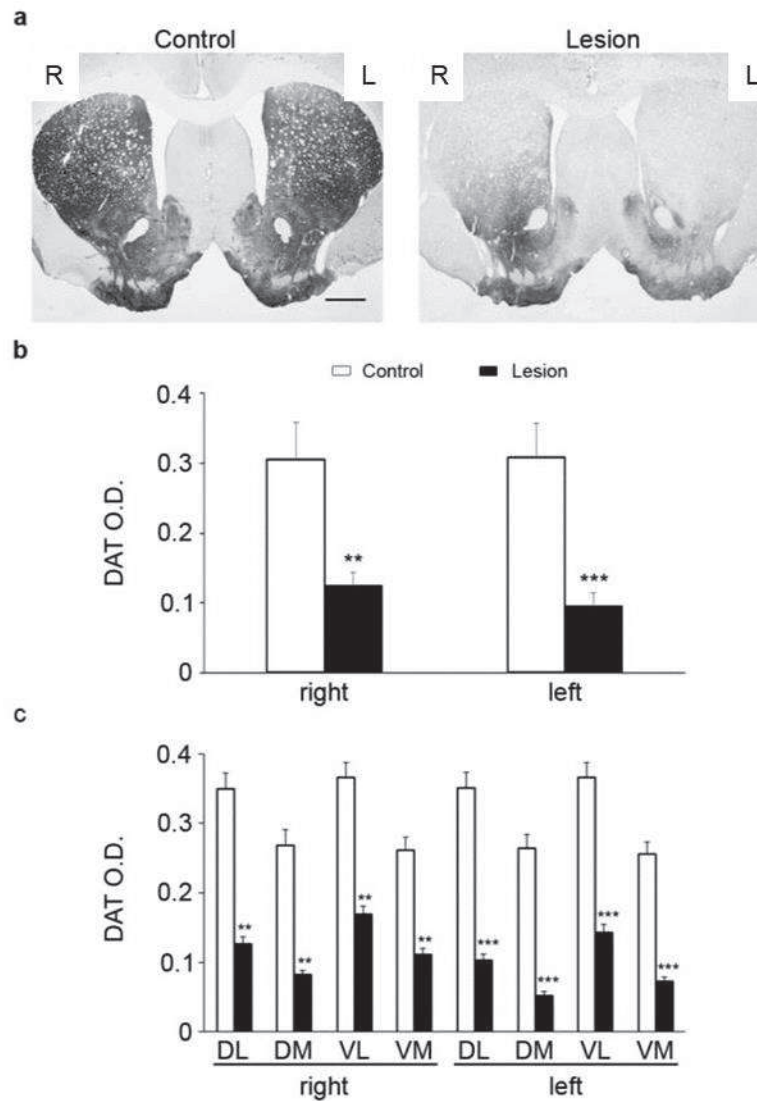 a
Control Lesion
R L R L
b
Control Lesion
0.4
0.3
0.2
0.1
0
DAT O.D.
**
***
right left
c
0.4
0.3
0.2
0.1
0
DAT O.D.
** ** ** ** *** *** *** ***
DL DM VL VM DL DM VL VM
right left